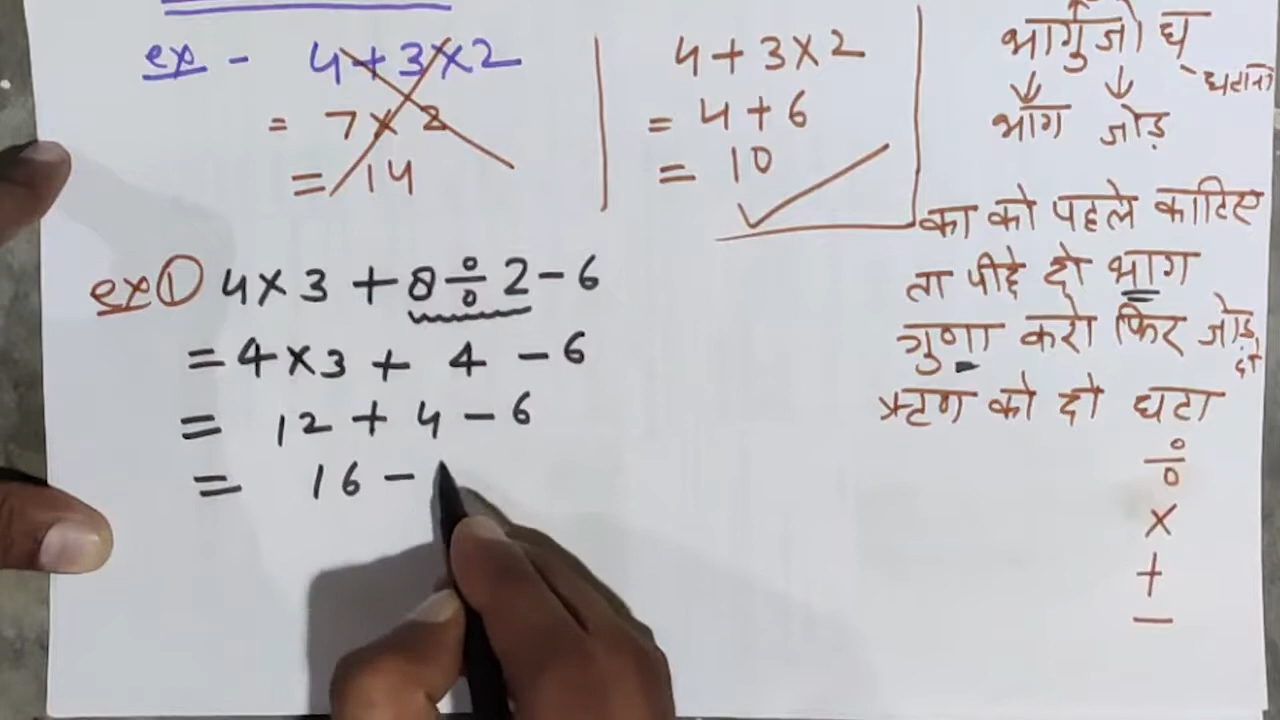 ex - 4+3×2
= 7×2
= 14
4+3×2
= 4+6
= 10
भागुजोघ
घटाना
भाग जोड़
ex① 4×3+8÷2-6
=4×3+ 4 -6
= 12+4-6
= 16-
का को पहले काटिए
ता पीछे दो भाग
गुणा करो फिर जोड़
दो
ऋण को दो घटा
÷
×
+
−